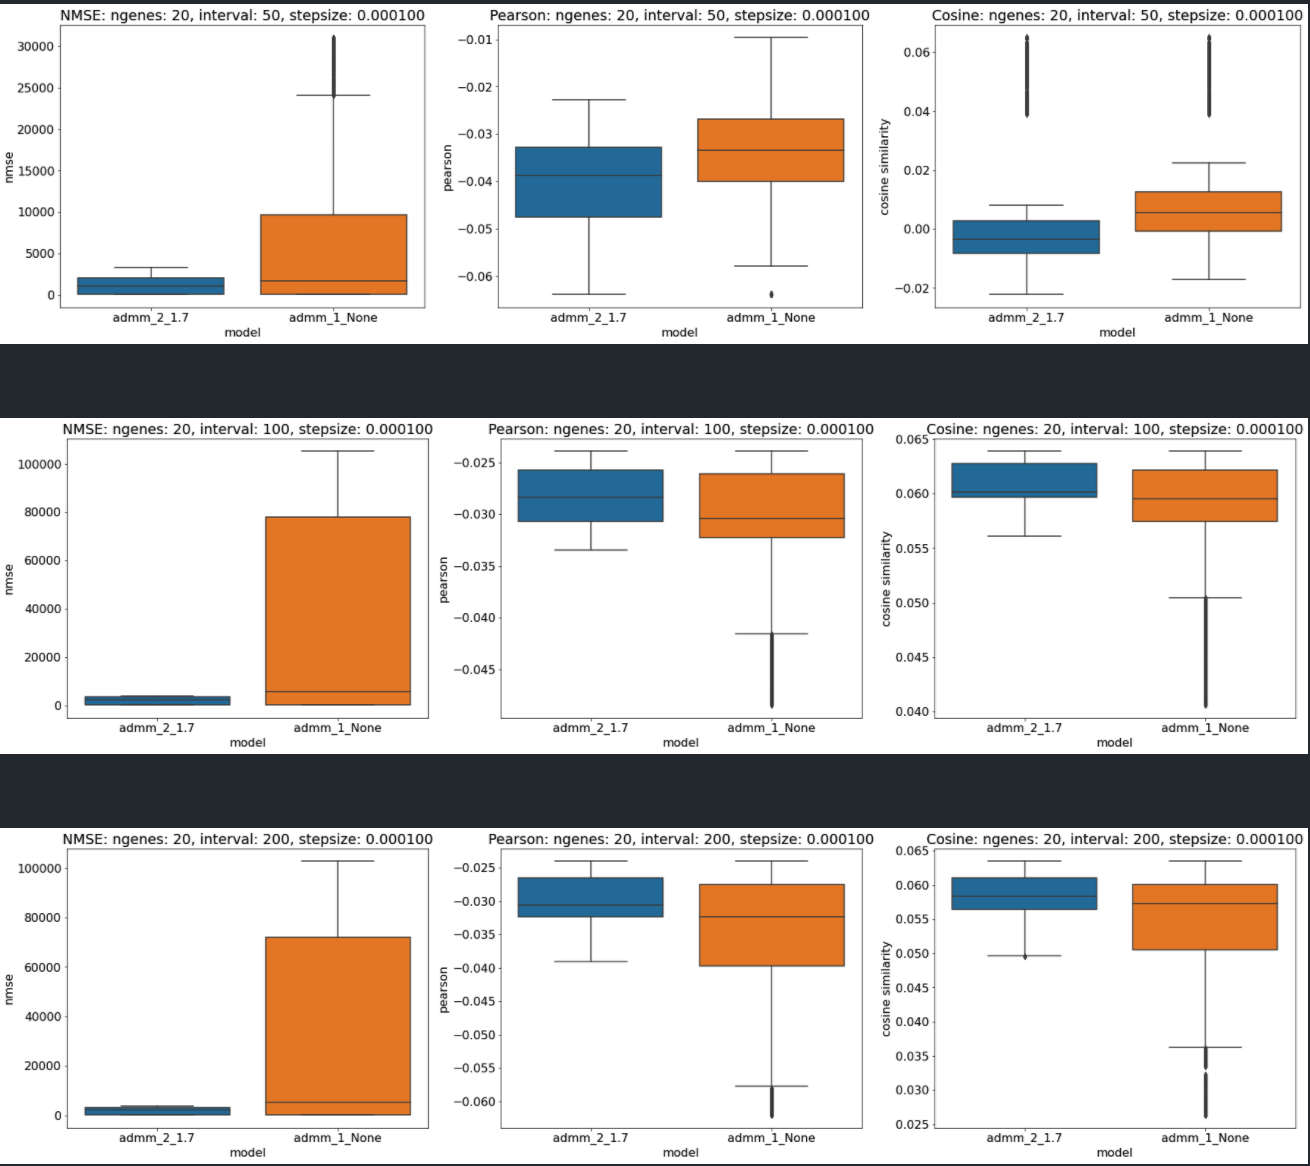 NMSE: ngenes: 20, interval: 50, stepsize: 0.000100
30000
25000
20000
15000
10000
5000
0
nmse
admm_2_1.7
admm_1_None
model
Pearson: ngenes: 20, interval: 50, stepsize: 0.000100
−0.01
−0.02
−0.03
−0.04
−0.05
−0.06
pearson
admm_2_1.7
admm_1_None
model
Cosine: ngenes: 20, interval: 50, stepsize: 0.000100
0.06
0.04
0.02
0.00
−0.02
cosine similarity
admm_2_1.7
admm_1_None
model
NMSE: ngenes: 20, interval: 100, stepsize: 0.000100
100000
80000
60000
40000
20000
0
nmse
admm_2_1.7
admm_1_None
model
Pearson: ngenes: 20, interval: 100, stepsize: 0.000100
−0.025
−0.030
−0.035
−0.040
−0.045
pearson
admm_2_1.7
admm_1_None
model
Cosine: ngenes: 20, interval: 100, stepsize: 0.000100
0.065
0.060
0.055
0.050
0.045
0.040
cosine similarity
admm_2_1.7
admm_1_None
model
NMSE: ngenes: 20, interval: 200, stepsize: 0.000100
100000
80000
60000
40000
20000
0
nmse
admm_2_1.7
admm_1_None
model
Pearson: ngenes: 20, interval: 200, stepsize: 0.000100
−0.025
−0.030
−0.035
−0.040
−0.045
−0.050
−0.055
−0.060
pearson
admm_2_1.7
admm_1_None
model
Cosine: ngenes: 20, interval: 200, stepsize: 0.000100
0.065
0.060
0.055
0.050
0.045
0.040
0.035
0.030
0.025
cosine similarity
admm_2_1.7
admm_1_None
model